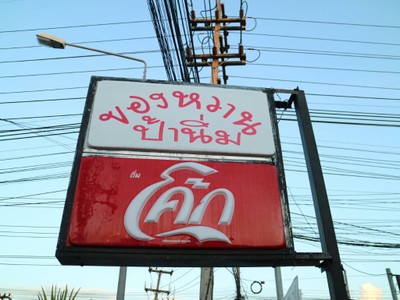 ของหวาน
ป้านิ่ม
ดื่ม
โค้ก